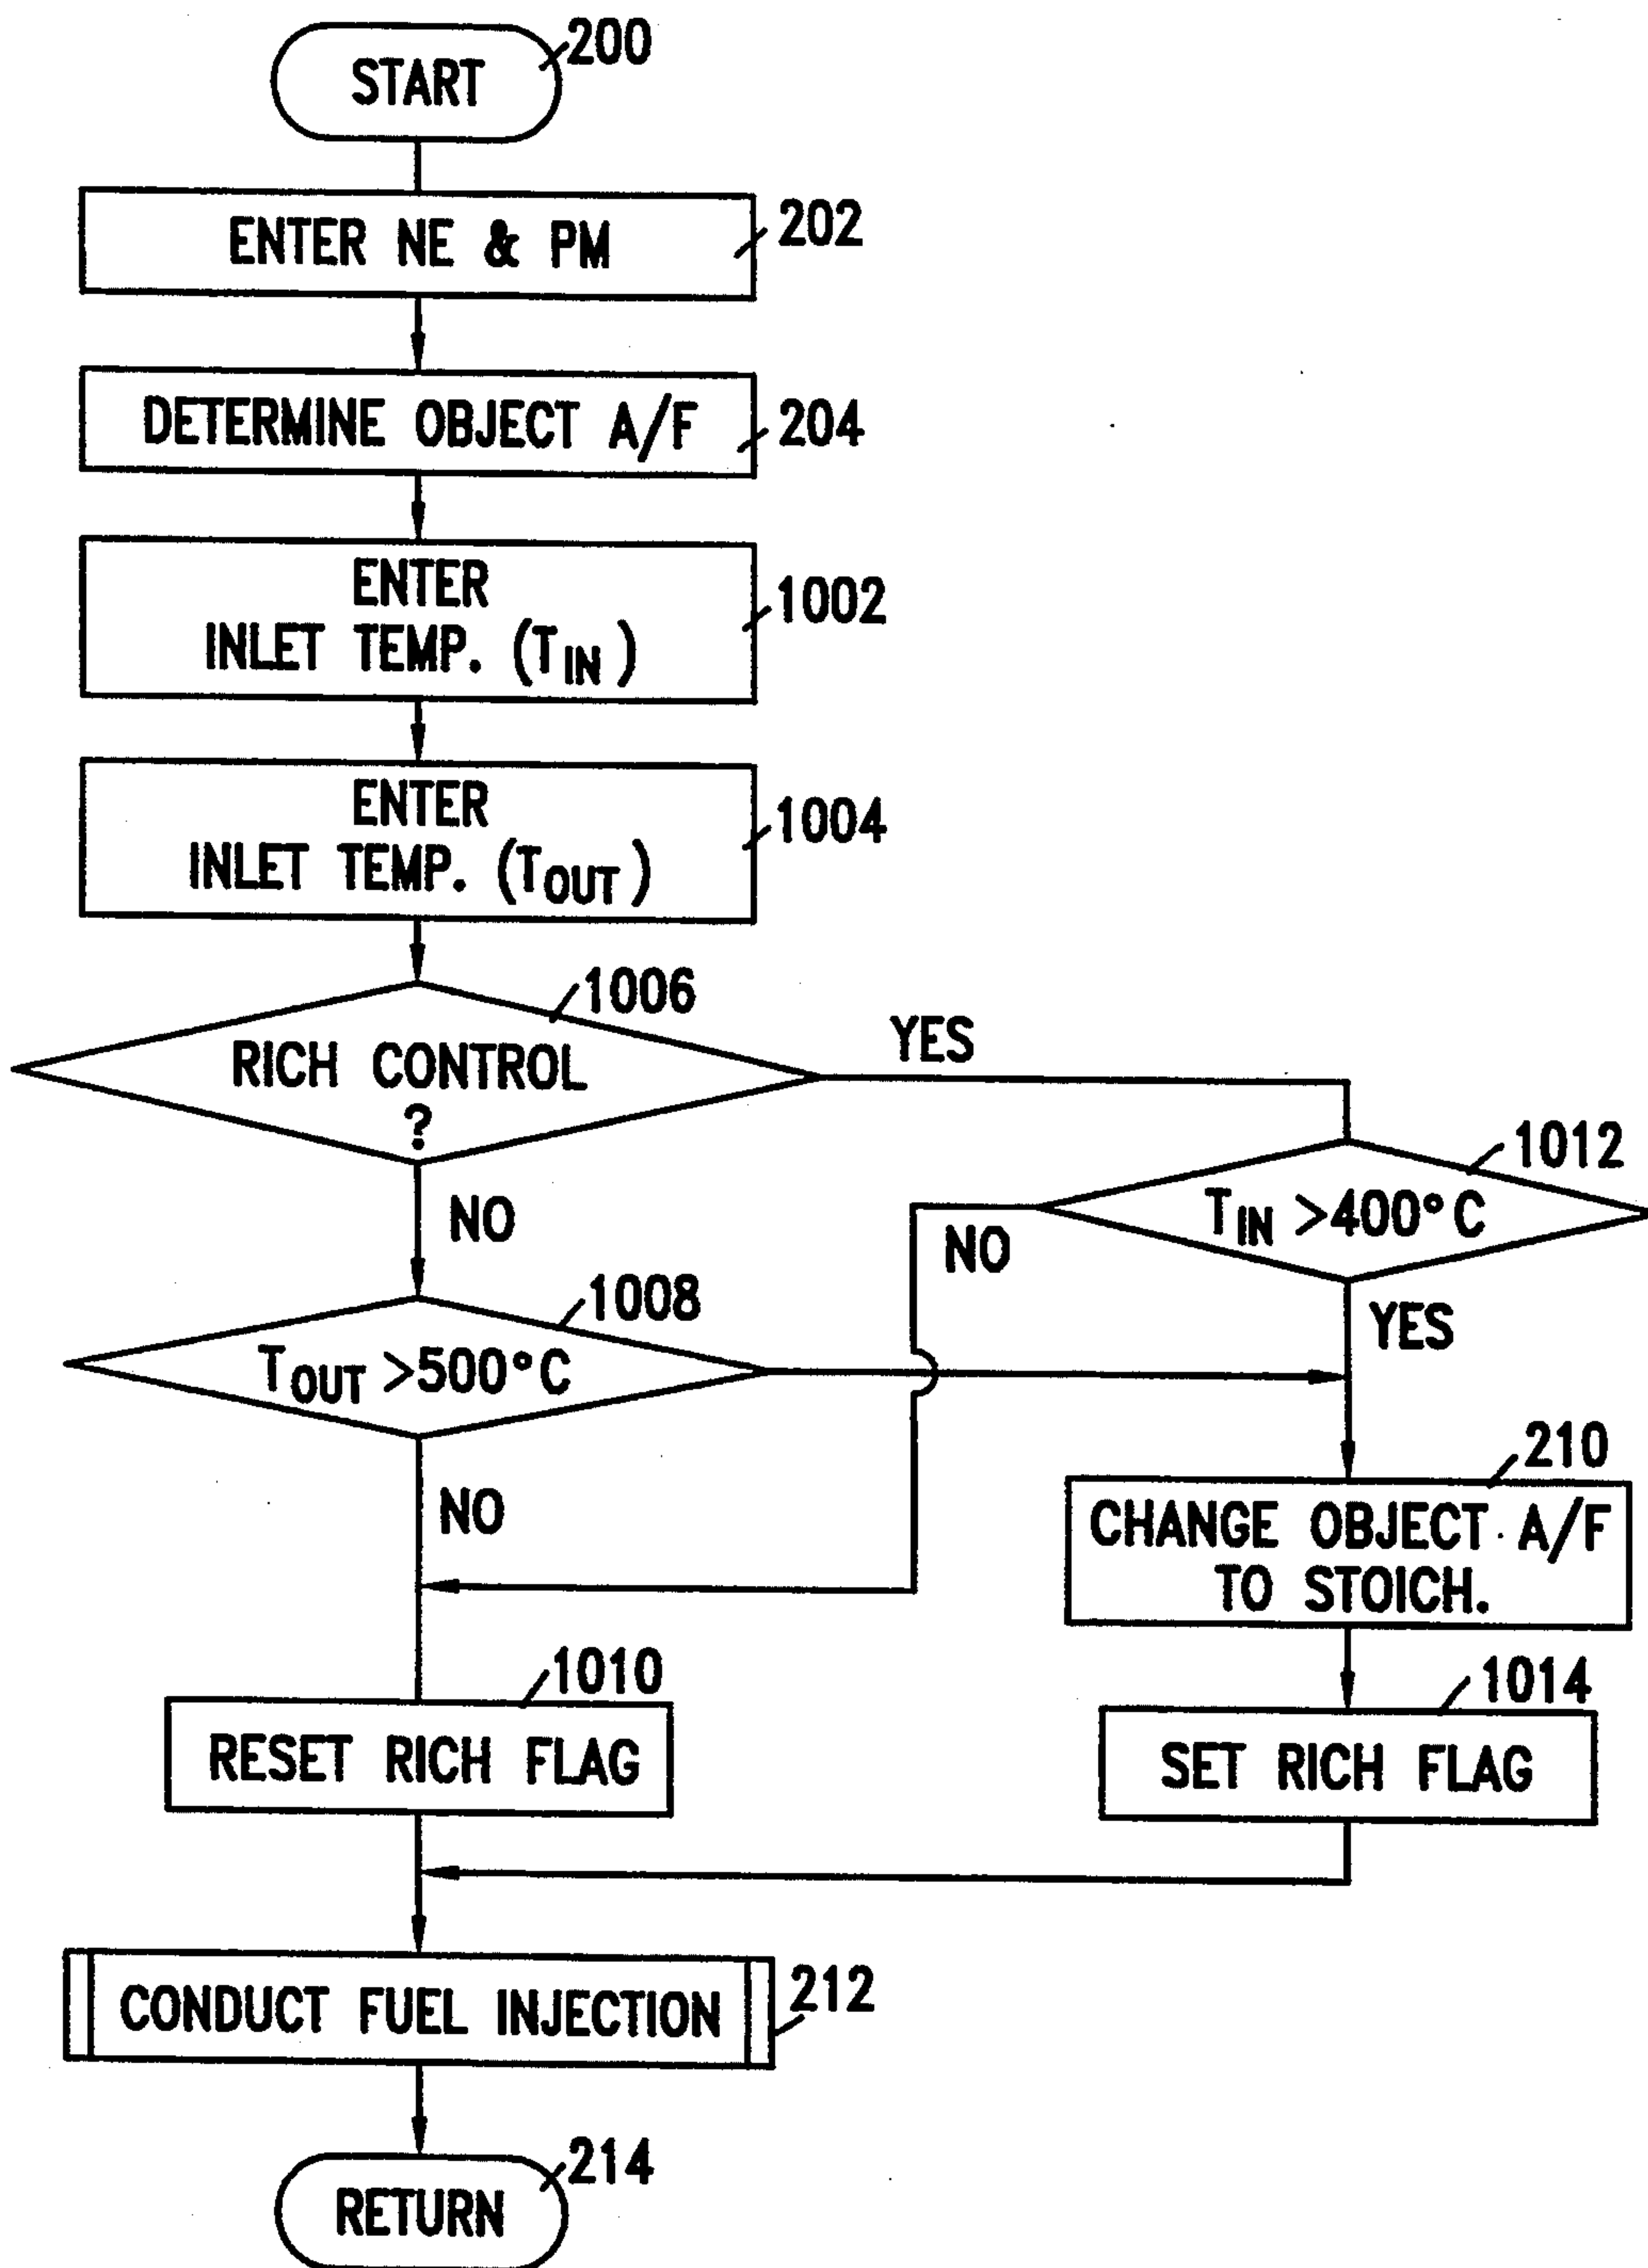 START
200
ENTER NE & PM
202
DETERMINE OBJECT A/F
204
ENTER
INLET TEMP. (TIN)
1002
ENTER
INLET TEMP. (TOUT)
1004
1006
RICH CONTROL
?
YES
NO
1012
TIN >400°C
NO
YES
1008
TOUT >500°C
NO
210
CHANGE OBJECT A/F
TO STOICH.
1010
RESET RICH FLAG
1014
SET RICH FLAG
CONDUCT FUEL INJECTION
212
214
RETURN